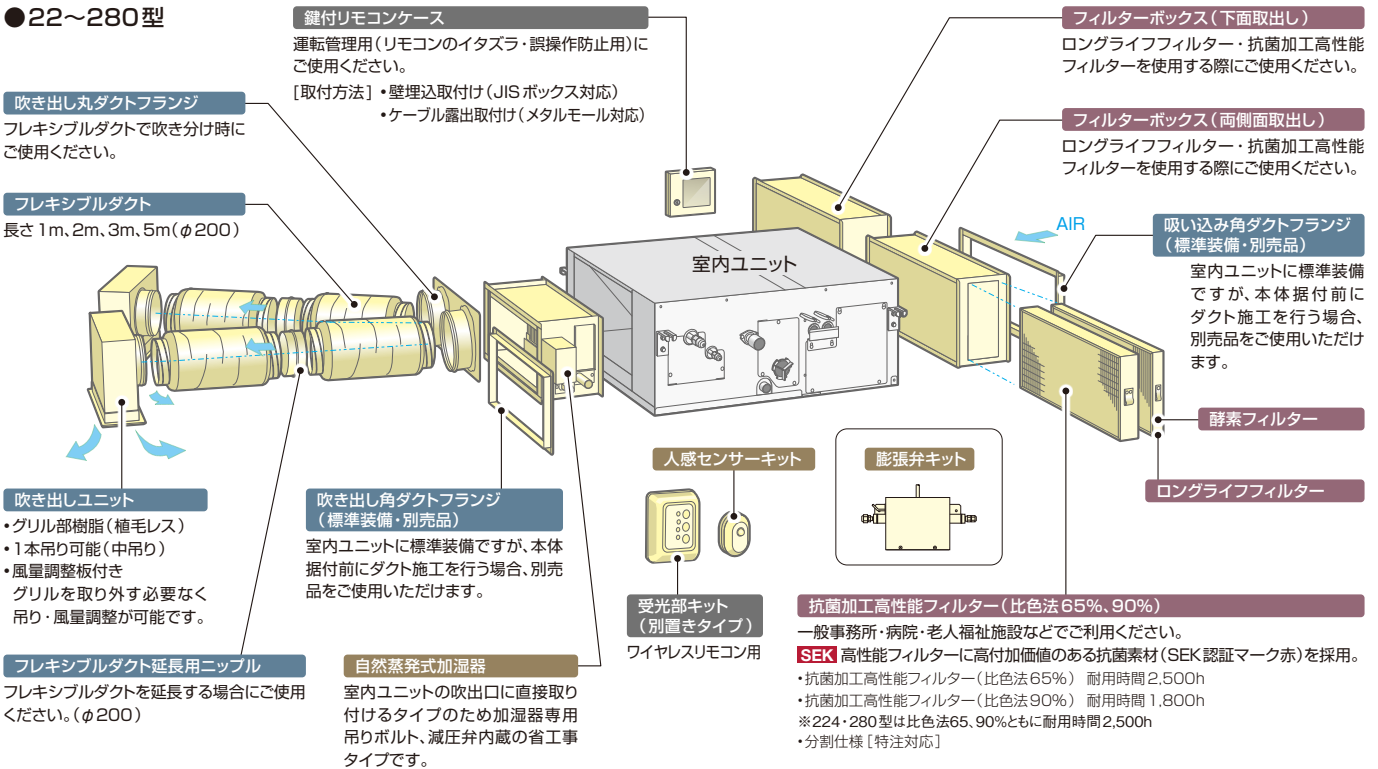 ●22〜280型
鍵付リモコンケース
運転管理用(リモコンのイタズラ・誤操作防止用)に
ご使用ください。
[取付方法] •壁埋込取付け(JISボックス対応)
•ケーブル露出取付け(メタルモール対応)
フィルターボックス(下面取出し)
ロングライフフィルター・抗菌加工高性能
フィルターを使用する際にご使用ください。
吹き出し丸ダクトフランジ
フレキシブルダクトで吹き分け時に
ご使用ください。
フィルターボックス(両側面取出し)
ロングライフフィルター・抗菌加工高性能
フィルターを使用する際にご使用ください。
フレキシブルダクト
長さ1m、2m、3m、5m(φ200)
AIR
吸い込み角ダクトフランジ
(標準装備・別売品)
室内ユニットに標準装備
ですが、本体据付前に
ダクト施工を行う場合、
別売品をご使用いただけ
ます。
室内ユニット
酵素フィルター
ロングライフフィルター
人感センサーキット
膨張弁キット
吹き出しユニット
•グリル部樹脂(植毛レス)
•1本吊り可能(中吊り)
•風量調整板付き
グリルを取り外す必要なく
吊り・風量調整が可能です。
吹き出し角ダクトフランジ
(標準装備・別売品)
室内ユニットに標準装備ですが、本体
据付前にダクト施工を行う場合、別売
品をご使用いただけます。
受光部キット
(別置きタイプ)
ワイヤレスリモコン用
抗菌加工高性能フィルター(比色法65%、90%)
一般事務所・病院・老人福祉施設などでご利用ください。
SEK 高性能フィルターに高付加価値のある抗菌素材(SEK認証マーク赤)を採用。
•抗菌加工高性能フィルター(比色法65%) 耐用時間2,500h
•抗菌加工高性能フィルター(比色法90%) 耐用時間1,800h
※224・280型は比色法65、90%ともに耐用時間2,500h
•分割仕様[特注対応]
フレキシブルダクト延長用ニップル
フレキシブルダクトを延長する場合にご使用
ください。(φ200)
自然蒸発式加湿器
室内ユニットの吹出口に直接取り
付けるタイプのため加湿器専用
吊りボルト、減圧弁内蔵の省工事
タイプです。